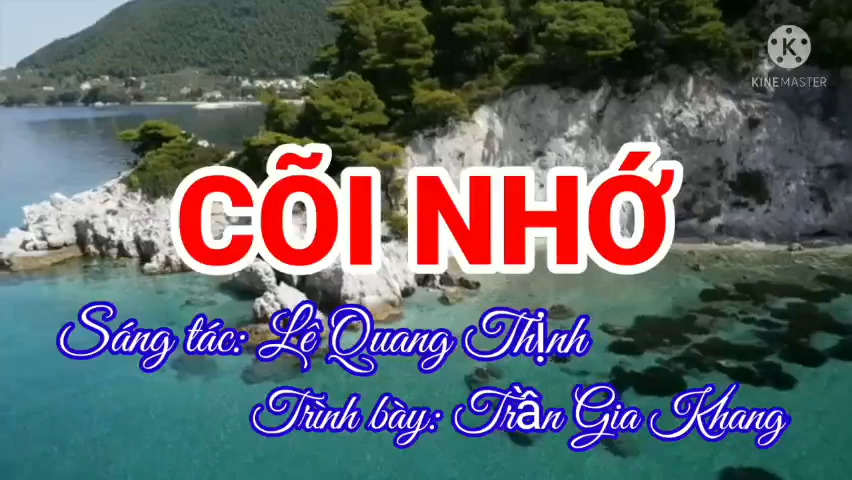 K
KINEMASTER
CÕI NHỚ
Sáng tác: Lê Quang Thịnh
Trình bày: Trần Gia Khang